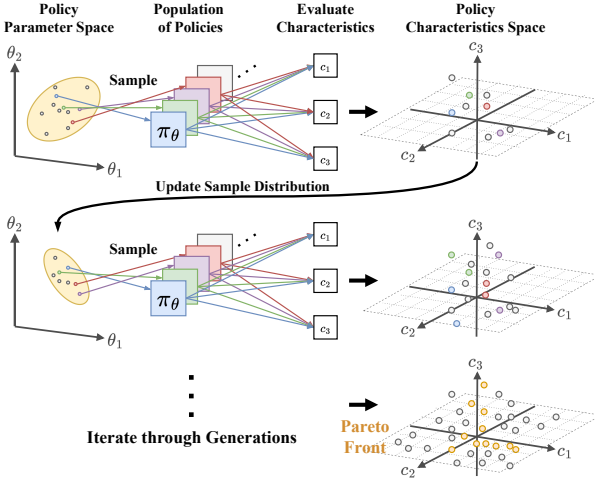 Policy
Parameter Space
Population
of Policies
Evaluate
Characteristics
Policy
Characteristics Space
θ2
θ1
Sample
πθ
c1
c2
c3
c3
c1
c2
Update Sample Distribution
θ2
θ1
Sample
πθ
c1
c2
c3
c3
c1
c2
Iterate through Generations
Pareto
Front
c3
c1
c2